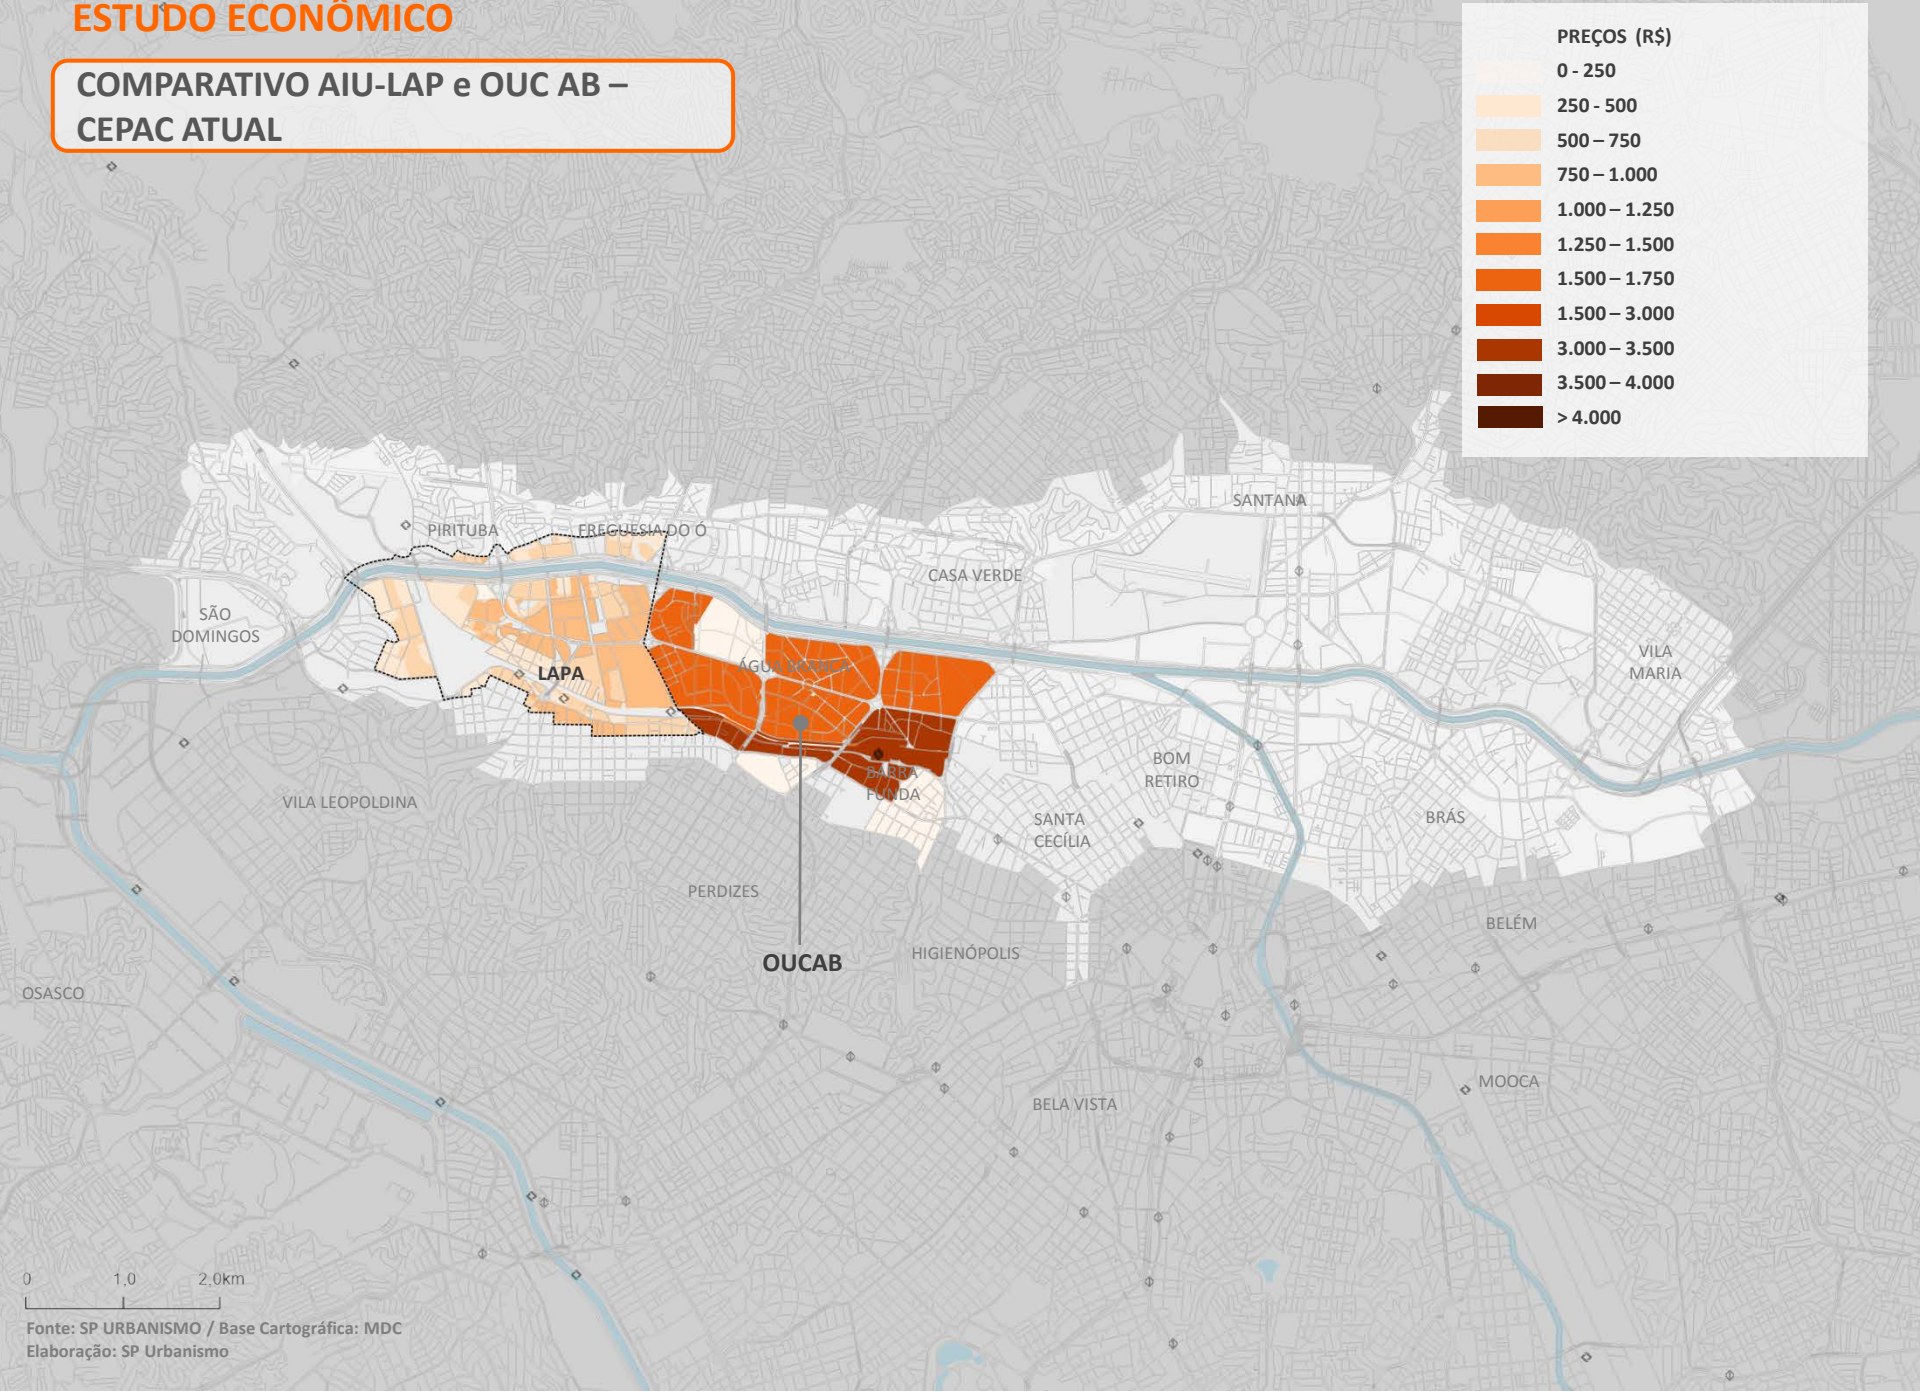 ESTUDO ECONÔMICO
COMPARATIVO AIU-LAP e OUC AB –
CEPAC ATUAL
PREÇOS (R$)
0 - 250
250 - 500
500 – 750
750 – 1.000
1.000 – 1.250
1.250 – 1.500
1.500 – 1.750
1.500 – 3.000
3.000 – 3.500
3.500 – 4.000
> 4.000
SANTANA
PIRITUBA
FREGUESIA DO Ó
CASA VERDE
SÃO
DOMINGOS
VILA
MARIA
LAPA
ÁGUA BRANCA
BOM
RETIRO
BARRA
FUNDA
VILA LEOPOLDINA
SANTA
CECÍLIA
BRÁS
PERDIZES
BELÉM
HIGIENÓPOLIS
OUCAB
OSASCO
MOOCA
BELA VISTA
0 1,0 2,0km
Fonte: SP URBANISMO / Base Cartográfica: MDC
Elaboração: SP Urbanismo